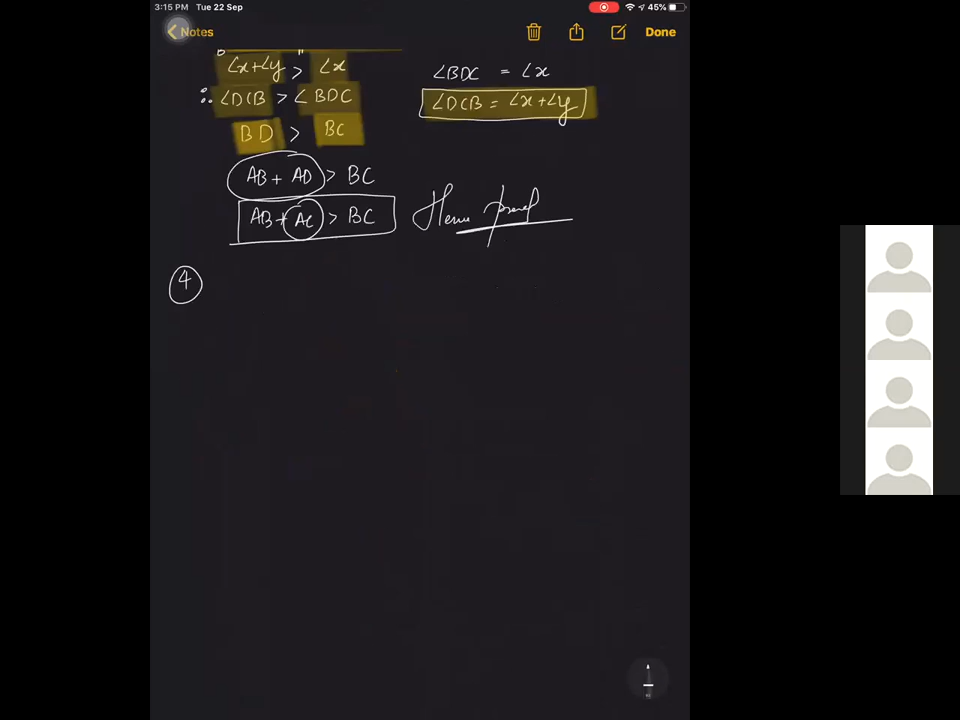 3:15 PM Tue 22 Sep
45%
Notes
Done
∠x+∠y > ∠x
∠BDC = ∠x
∴ ∠DCB > ∠BDC
∠DCB = ∠x+∠y
BD > BC
AB + AD > BC
AB + AC > BC
Hence proved
4